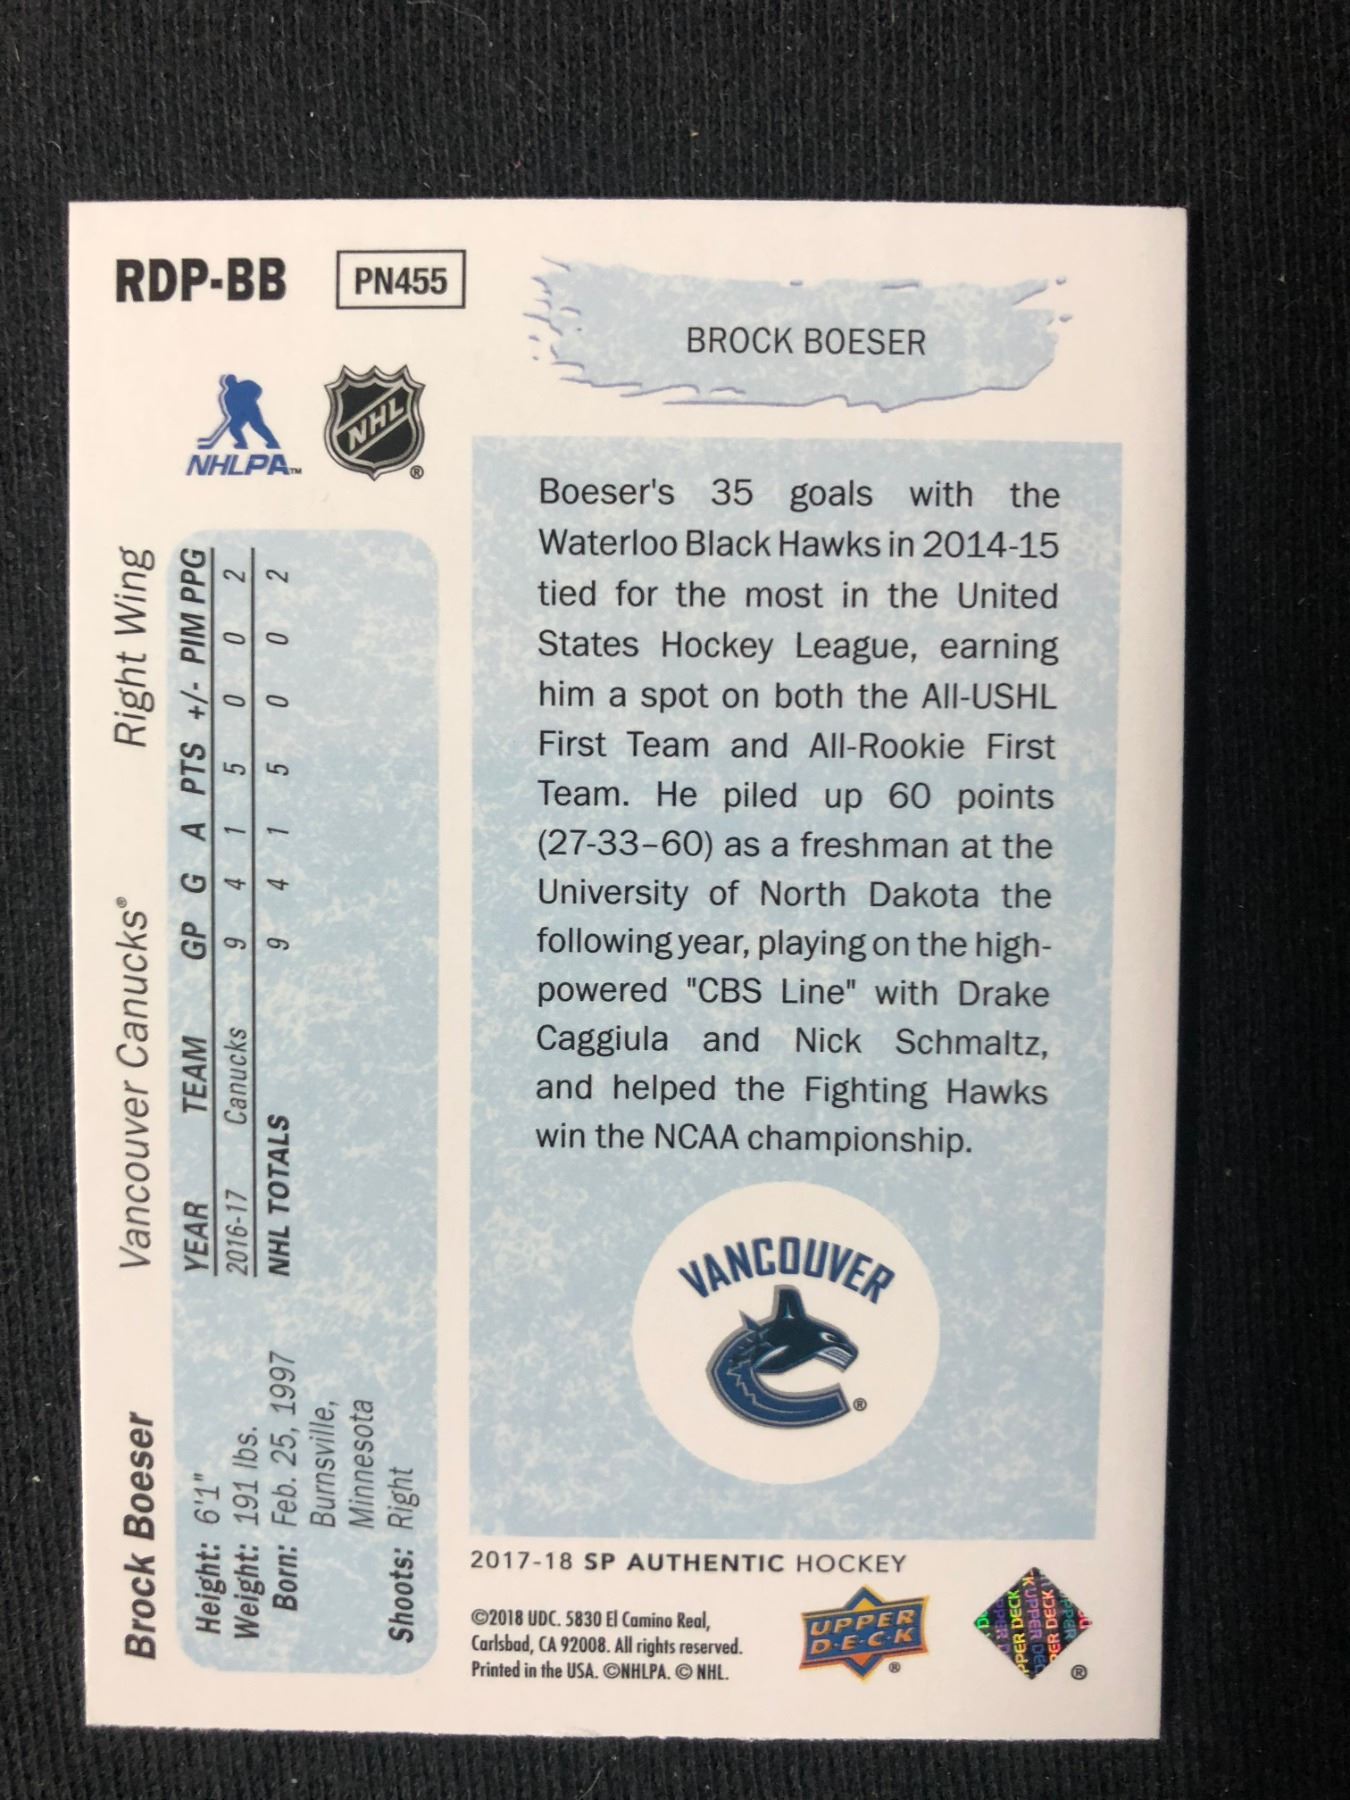 RDP-BB
PN455
BROCK BOESER
NHLPA™
NHL ®
Boeser's 35 goals with the
Waterloo Black Hawks in 2014-15
tied for the most in the United
States Hockey League, earning
him a spot on both the All-USHL
First Team and All-Rookie First
Team. He piled up 60 points
(27-33–60) as a freshman at the
University of North Dakota the
following year, playing on the high-
powered "CBS Line" with Drake
Caggiula and Nick Schmaltz,
and helped the Fighting Hawks
win the NCAA championship.
VANCOUVER
®
Brock Boeser Vancouver Canucks® Right Wing
Height: 6'1"
Weight: 191 lbs.
Born: Feb. 25, 1997
Burnsville,
Minnesota
Shoots: Right
YEAR TEAM GP G A PTS +/- PIM PPG
2016-17 Canucks 9 4 1 5 0 0 2
NHL TOTALS 9 4 1 5 0 0 2
2017-18 SP AUTHENTIC HOCKEY
©2018 UDC. 5830 El Camino Real,
Carlsbad, CA 92008. All rights reserved.
Printed in the USA. ©NHLPA. © NHL.
UPPER
D·E·C·K
®
UPPER DECK
®